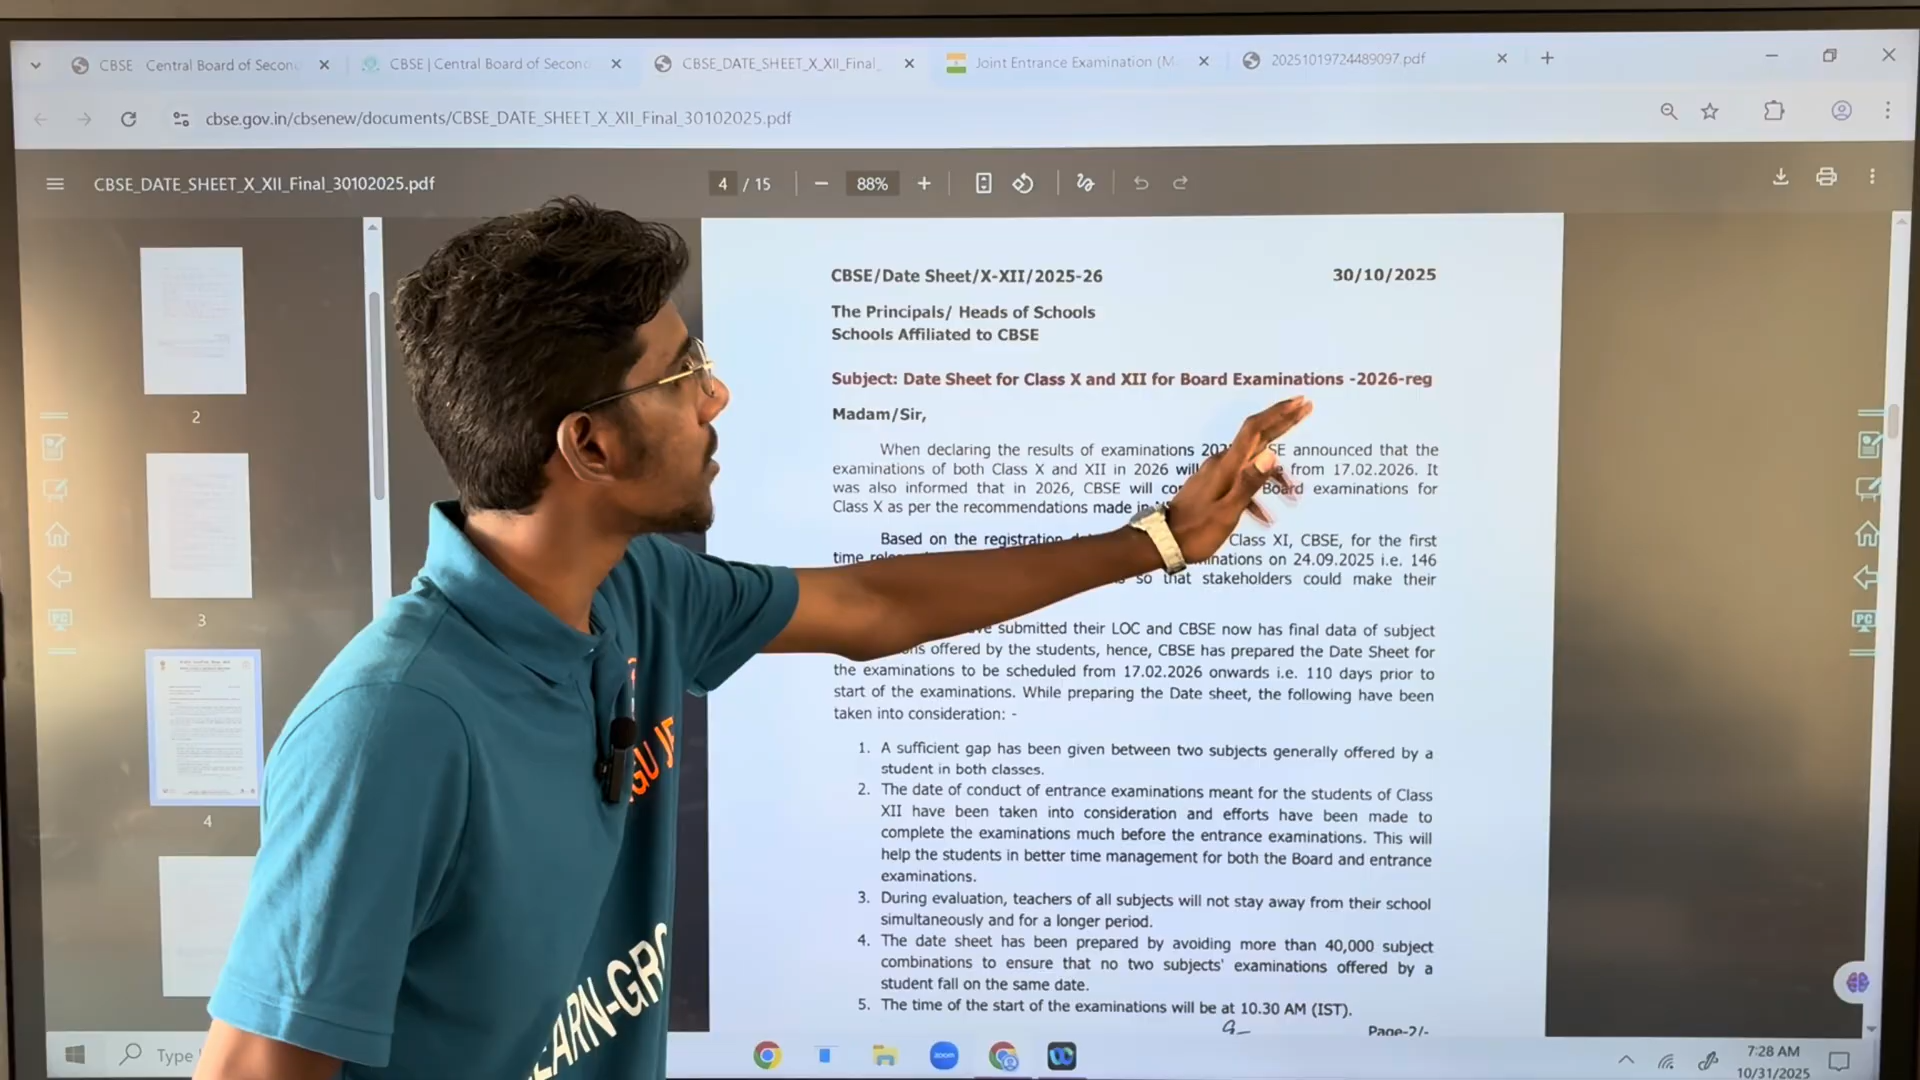 CBSE Central Board of Secon
CBSE | Central Board of Secon
CBSE_DATE_SHEET_X_XII_Final_
Joint Entrance Examination (M
20251019724489097.pdf
cbse.gov.in/cbsenew/documents/CBSE_DATE_SHEET_X_XII_Final_30102025.pdf
CBSE_DATE_SHEET_X_XII_Final_30102025.pdf
4 / 15
88%
2
3
4
PC
PC
CBSE/Date Sheet/X-XII/2025-26 30/10/2025
The Principals/ Heads of Schools
Schools Affiliated to CBSE
Subject: Date Sheet for Class X and XII for Board Examinations -2026-reg
Madam/Sir,
When declaring the results of examinations 202 SE announced that the
examinations of both Class X and XII in 2026 will from 17.02.2026. It
was also informed that in 2026, CBSE will Board examinations for
Class X as per the recommendations made in
Based on the registration Class XI, CBSE, for the first
time inations on 24.09.2025 i.e. 146
so that stakeholders could make their
submitted their LOC and CBSE now has final data of subject
offered by the students, hence, CBSE has prepared the Date Sheet for
the examinations to be scheduled from 17.02.2026 onwards i.e. 110 days prior to
start of the examinations. While preparing the Date sheet, the following have been
taken into consideration: -
1. A sufficient gap has been given between two subjects generally offered by a
student in both classes.
2. The date of conduct of entrance examinations meant for the students of Class
XII have been taken into consideration and efforts have been made to
complete the examinations much before the entrance examinations. This will
help the students in better time management for both the Board and entrance
examinations.
3. During evaluation, teachers of all subjects will not stay away from their school
simultaneously and for a longer period.
4. The date sheet has been prepared by avoiding more than 40,000 subject
combinations to ensure that no two subjects' examinations offered by a
student fall on the same date.
5. The time of the start of the examinations will be at 10.30 AM (IST).
Page-2/-
GU JE
EARN-GRO
Type
zoom
7:28 AM
10/31/2025